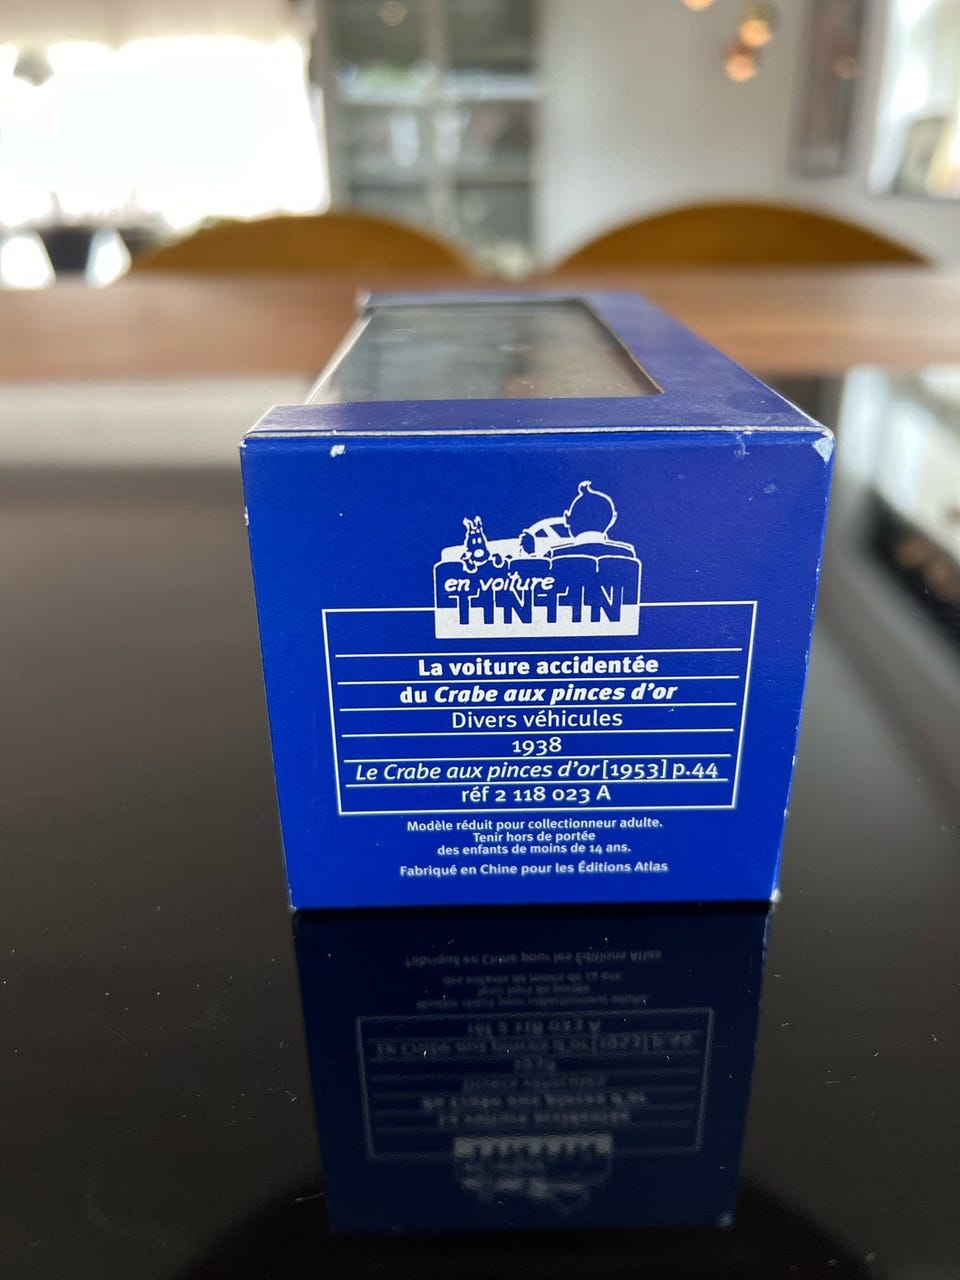 en voiture
TINTIN
La voiture accidentée
du Crabe aux pinces d'or
Divers véhicules
1938
Le Crabe aux pinces d'or [1953] p.44
réf 2 118 023 A
Modèle réduit pour collectionneur adulte.
Tenir hors de portée
des enfants de moins de 14 ans.
Fabriqué en Chine pour les Éditions Atlas